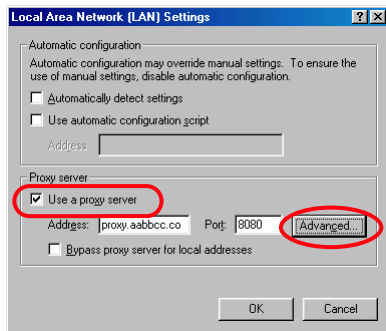 Local Area Network (LAN) Settings
Automatic configuration
Automatic configuration may override manual settings. To ensure the
use of manual settings, disable automatic configuration.
Automatically detect settings
Use automatic configuration script
Address
Proxy server
Use a proxy server
Address: proxy.aabbcc.co Port: 8080 Advanced...
Bypass proxy server for local addresses
OK Cancel